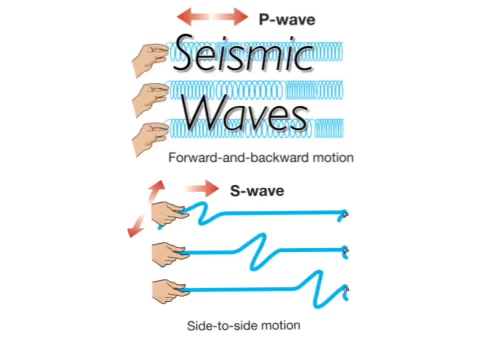 P-wave
Seismic
Waves
Forward-and-backward motion
S-wave
Side-to-side motion